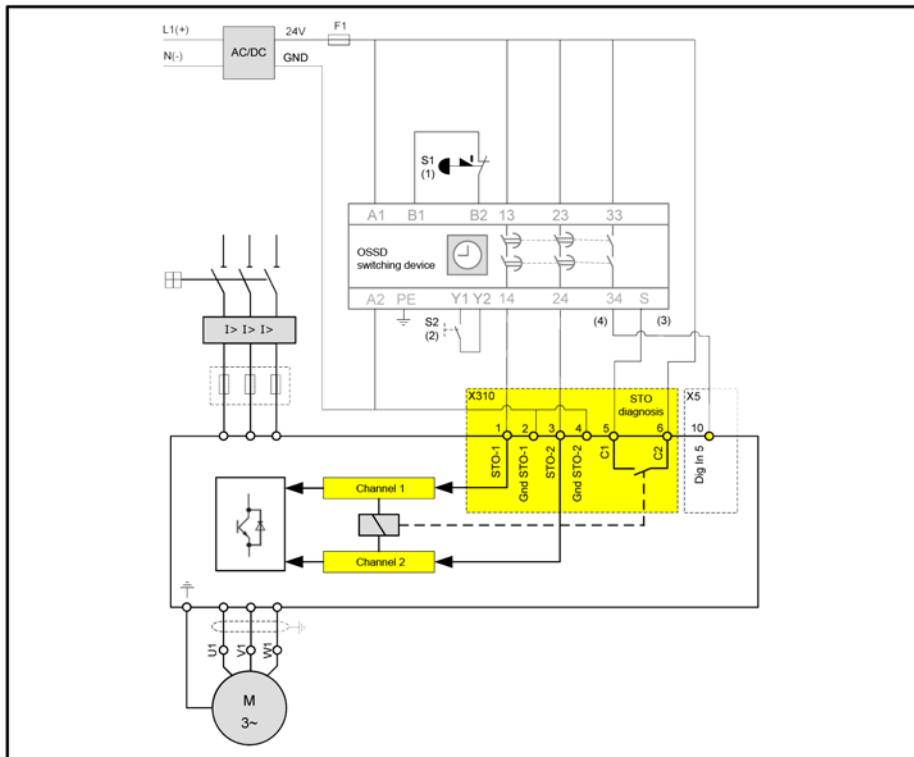 L1(+)
24V
F1
AC/DC
N(-)
GND
S1
(1)
A1
B1
B2
13
23
33
OSSD
switching device
A2
PE
Y1
Y2
14
24
34
S
S2
(2)
(4)
(3)
I> I> I>
X310
STO
diagnosis
X5
1
2
3
4
5
6
10
STO-1
Gnd STO-1
STO-2
Gnd STO-2
C1
C2
Dig In 5
Channel 1
Channel 2
U1
V1
W1
M
3~